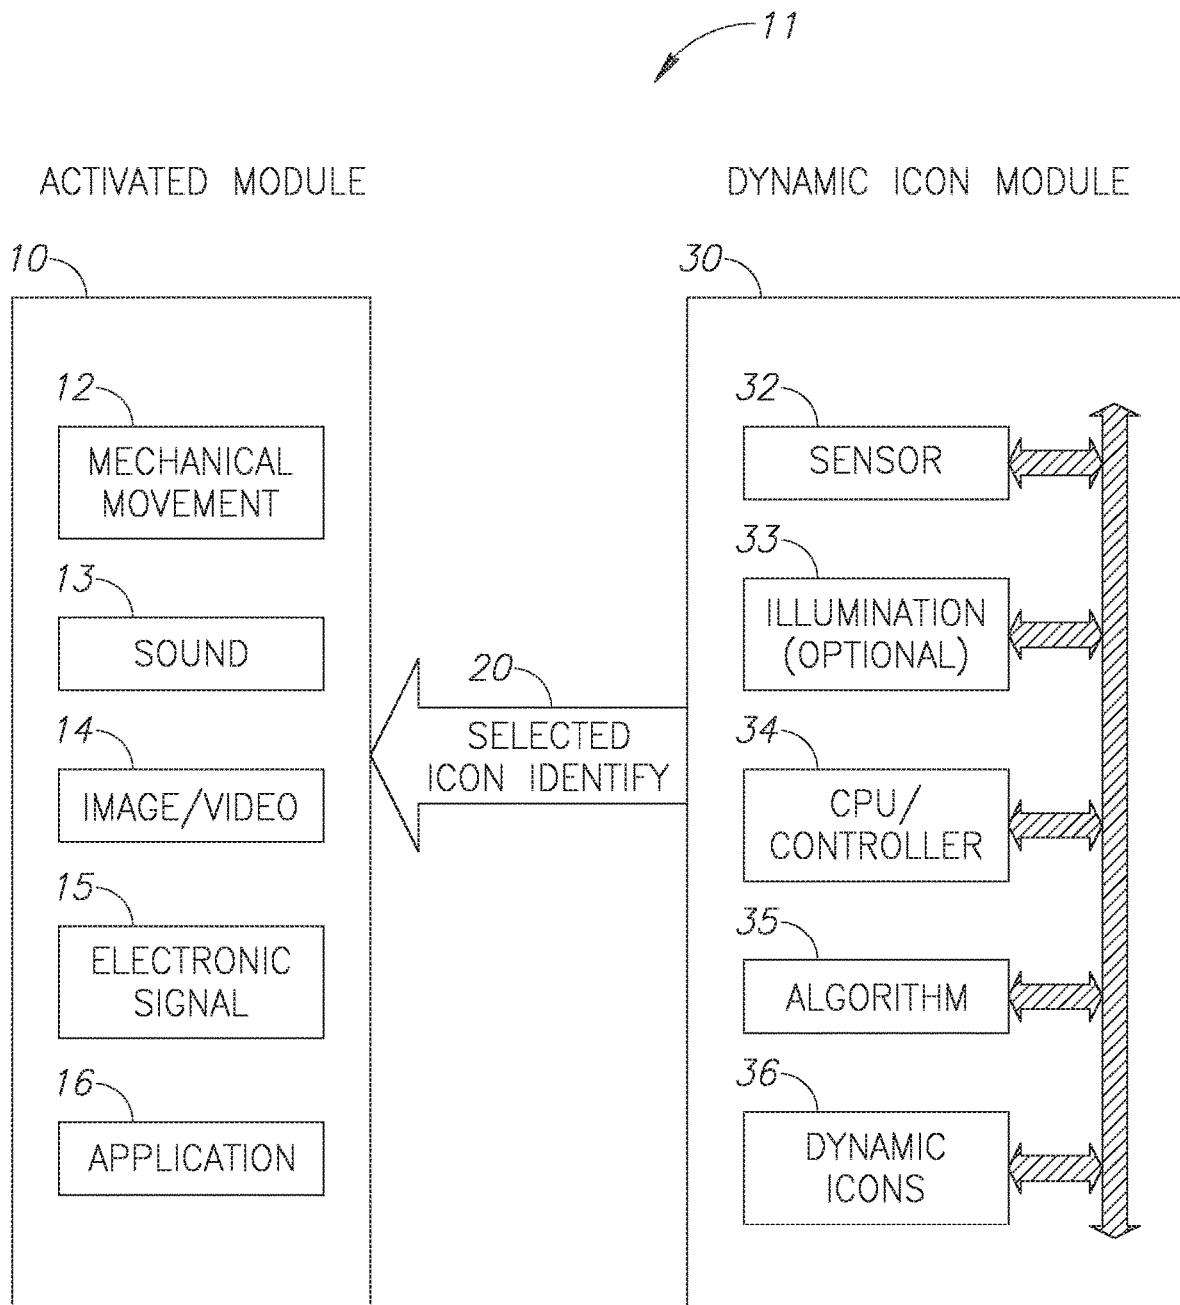 11
ACTIVATED MODULE
10
12
MECHANICAL
MOVEMENT
13
SOUND
14
IMAGE/VIDEO
15
ELECTRONIC
SIGNAL
16
APPLICATION
20
SELECTED
ICON IDENTIFY
DYNAMIC ICON MODULE
30
32
SENSOR
33
ILLUMINATION
(OPTIONAL)
34
CPU/
CONTROLLER
35
ALGORITHM
36
DYNAMIC
ICONS